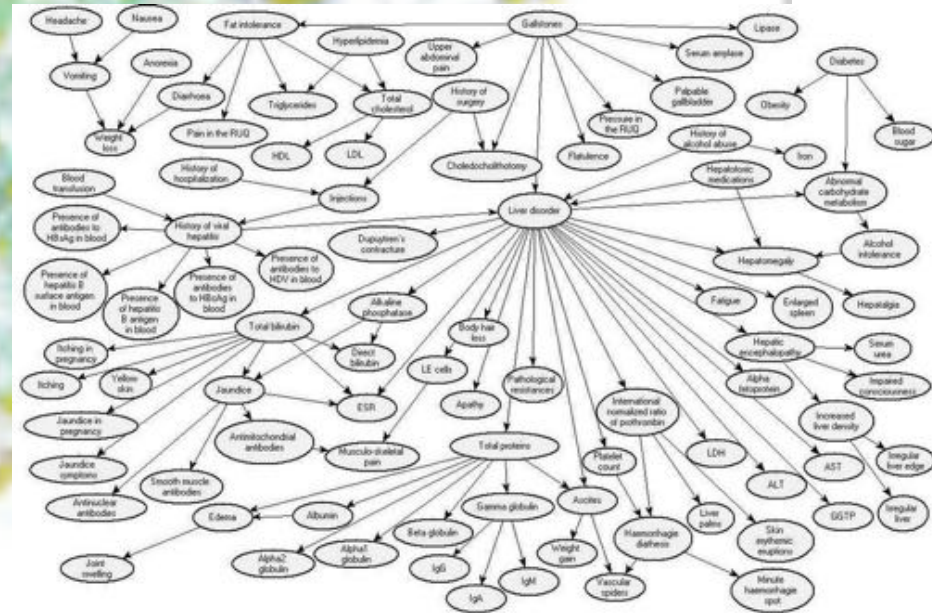 Headache
Nausea
Fat intolerance
Gallstones
Lipase
Hyperlipidemia
Upper
abdominal
pain
Serum amylase
Diabetes
Vomiting
Anorexia
Diarrhoea
Triglycerides
Total
cholesterol
History of
surgery
Palpable
gallbladder
Obesity
Weight
loss
Pain in the RUQ
HDL
LDL
Pressure in
the RUQ
Flatulence
History of
alcohol abuse
Blood
sugar
Iron
Choledocholithotomy
History of
hospitalization
Injections
Hepatotoxic
medications
Abnormal
carbohydrate
metabolism
Blood
transfusion
Liver disorder
Presence of
antibodies to
HBsAg in blood
History of viral
hepatitis
Dupuytren's
contracture
Alcohol
intolerance
Hepatomegaly
Presence of
hepatitis B
surface antigen
in blood
Presence
of hepatitis
B antigen
in blood
Presence of
antibodies
in blood
Presence of
antibodies to
HDV in blood
Alkaline
phosphatase
Fatigue
Enlarged
spleen
Hepatalgia
Total bilirubin
Body hair
loss
Hepatic
encephalopathy
Serum
urea
Itching in
pregnancy
Direct
bilirubin
LE cells
Itching
Yellow
skin
Jaundice
ESR
Apathy
Pathological
resistances
International
normalized ratio
of prothrombin
Alpha
fetoprotein
Impaired
consciousness
Increased
liver density
Jaundice in
pregnancy
Antimitochondrial
antibodies
Musculo-skeletal
pain
Total proteins
Platelet
count
LDH
AST
Irregular
liver edge
Jaundice
symptoms
Smooth muscle
antibodies
ALT
Antinuclear
antibodies
Edema
Albumin
Beta globulin
Gamma globulin
Ascites
Haemorrhagic
diathesis
Liver
palms
Skin
GGTP
Irregular
liver
Joint
swelling
Alpha2
globulin
Alpha1
globulin
IgG
IgM
IgA
Weight
gain
Vascular
spiders
Minute
haemorrhagic
spot